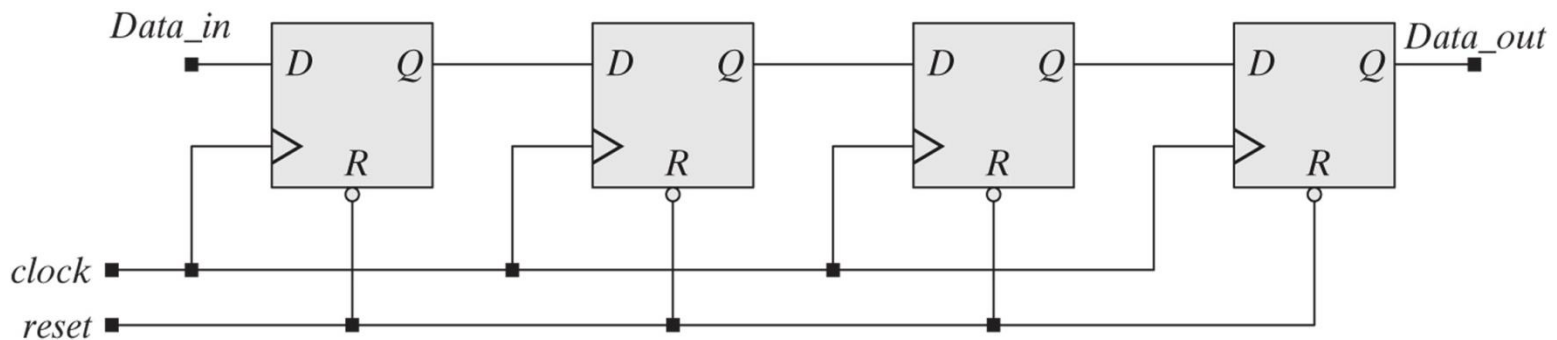 Data_in
Data_out
D Q D Q D Q D Q
R R R R
clock
reset